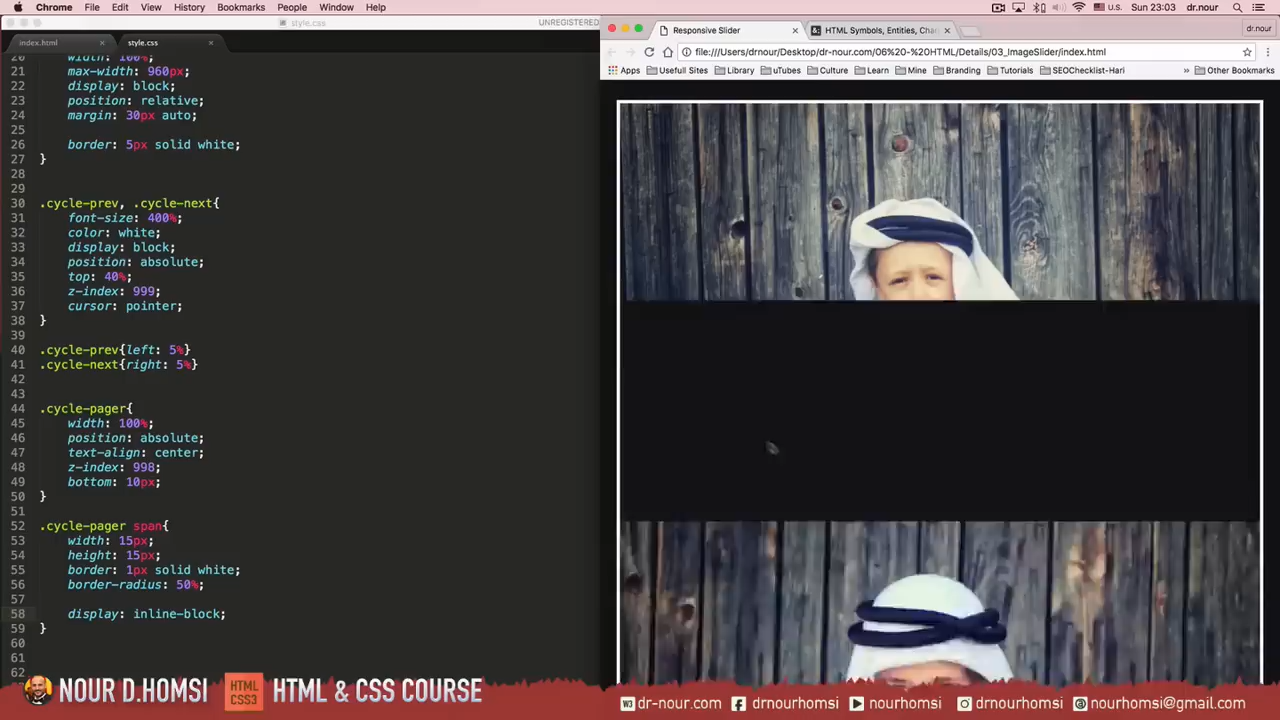 Chrome File Edit View History Bookmarks People Window Help U.S. Sun 23:03 dr.nour
style.css UNREGISTERED
index.html style.css
Responsive Slider HTML Symbols, Entities, Cha dr.nour
file:///Users/drnour/Desktop/dr-nour.com/06%20-%20HTML/Details/03_ImageSlider/index.html
Apps Usefull Sites Library uTubes Culture Learn Mine Branding Tutorials SEOChecklist-Hari » Other Bookmarks
20 width: 100%;
21 max-width: 960px;
22 display: block;
23 position: relative;
24 margin: 30px auto;
25
26 border: 5px solid white;
27 }
28
29
30 .cycle-prev, .cycle-next{
31 font-size: 400%;
32 color: white;
33 display: block;
34 position: absolute;
35 top: 40%;
36 z-index: 999;
37 cursor: pointer;
38 }
39
40 .cycle-prev{left: 5%}
41 .cycle-next{right: 5%}
42
43
44 .cycle-pager{
45 width: 100%;
46 position: absolute;
47 text-align: center;
48 z-index: 998;
49 bottom: 10px;
50 }
51
52 .cycle-pager span{
53 width: 15px;
54 height: 15px;
55 border: 1px solid white;
56 border-radius: 50%;
57
58 display: inline-block;
59 }
60
61
62
NOUR D.HOMSI HTML CSS3 HTML & CSS COURSE
W3 dr-nour.com drnourhomsi nourhomsi drnourhomsi nourhomsi@gmail.com